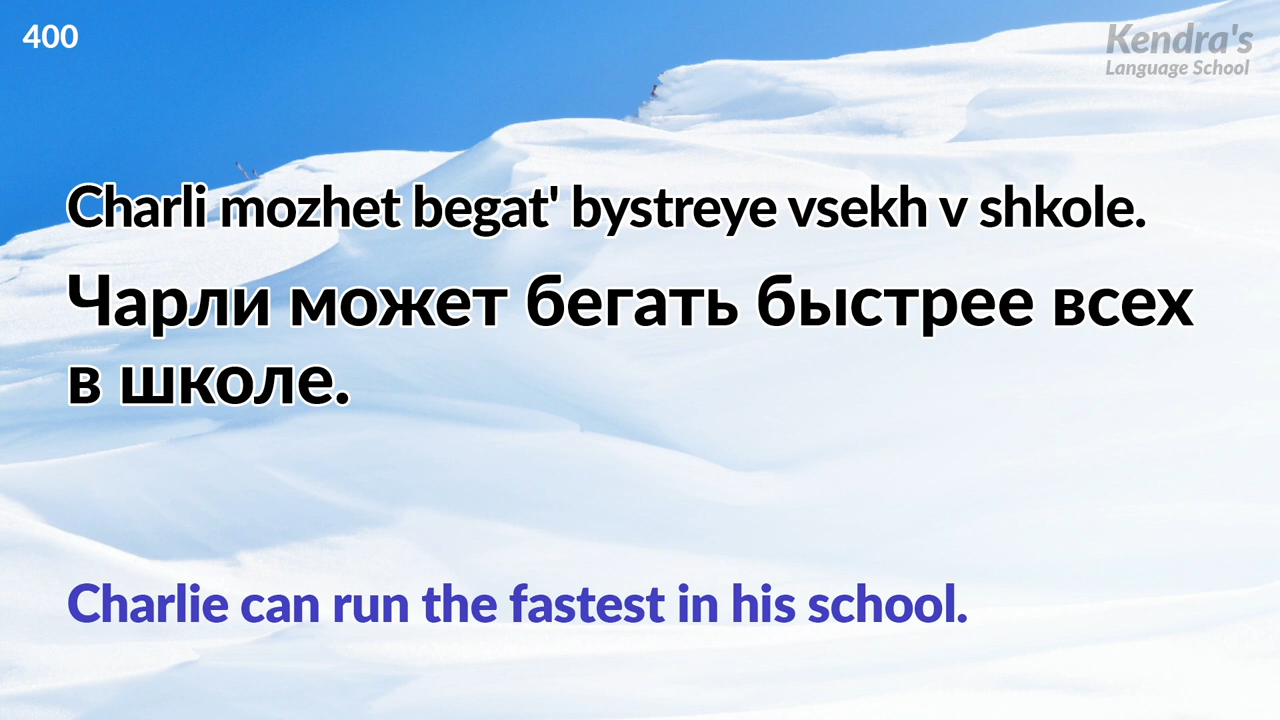 400
Kendra's
Language School
Charli mozhet begat' bystreye vsekh v shkole.
Чарли может бегать быстрее всех
в школе.
Charlie can run the fastest in his school.